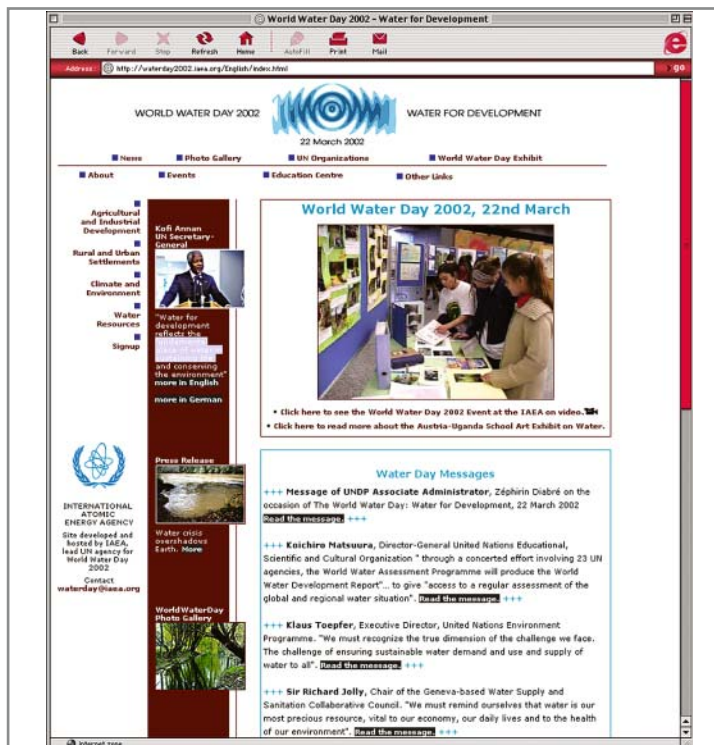 World Water Day 2002 - Water for Development
Back Forward Stop Refresh Home AutoFill Print Mail
Address: http://waterday2002.iaea.org/English/index.html go
WORLD WATER DAY 2002 WATER FOR DEVELOPMENT
22 March 2002
News Photo Gallery UN Organizations World Water Day Exhibit
About Events Education Centre Other Links
Agricultural
and Industrial
Development
Rural and Urban
Settlements
Climate and
Environment
Water
Resources
Signup
INTERNATIONAL
ATOMIC
ENERGY AGENCY
Site developed and
hosted by IAEA,
lead UN agency for
World Water Day
2002
Contact
waterday@iaea.org
Kofi Annan
UN Secretary-
General
"Water for
development
reflects the
fundamental
place of water in
sustaining life
and conserving
the environment"
more in English
more in German
Press Release
Water crisis
overshadows
Earth. More
WorldWaterDay
Photo Gallery
World Water Day 2002, 22nd March
• Click here to see the World Water Day 2002 Event at the IAEA on video.
• Click here to read more about the Austria-Uganda School Art Exhibit on Water.
Water Day Messages
+++ Message of UNDP Associate Administrator, Zéphirin Diabré on the
occasion of The World Water Day: Water for Development, 22 March 2002
Read the message. +++
+++ Koichiro Matsuura, Director-General United Nations Educational,
Scientific and Cultural Organization " through a concerted effort involving 23 UN
agencies, the World Water Assessment Programme will produce the World
Water Development Report"... to give "access to a regular assessment of the
global and regional water situation". Read the message. +++
+++ Klaus Toepfer, Executive Director, United Nations Environment
Programme. "We must recognize the true dimension of the challenge we face.
The challenge of ensuring sustainable water demand and use and supply of
water to all". Read the message. +++
+++ Sir Richard Jolly, Chair of the Geneva-based Water Supply and
Sanitation Collaborative Council. "We must remind ourselves that water is our
most precious resource, vital to our economy, our daily lives and to the health
of our environment". Read the message. +++
Internet zone